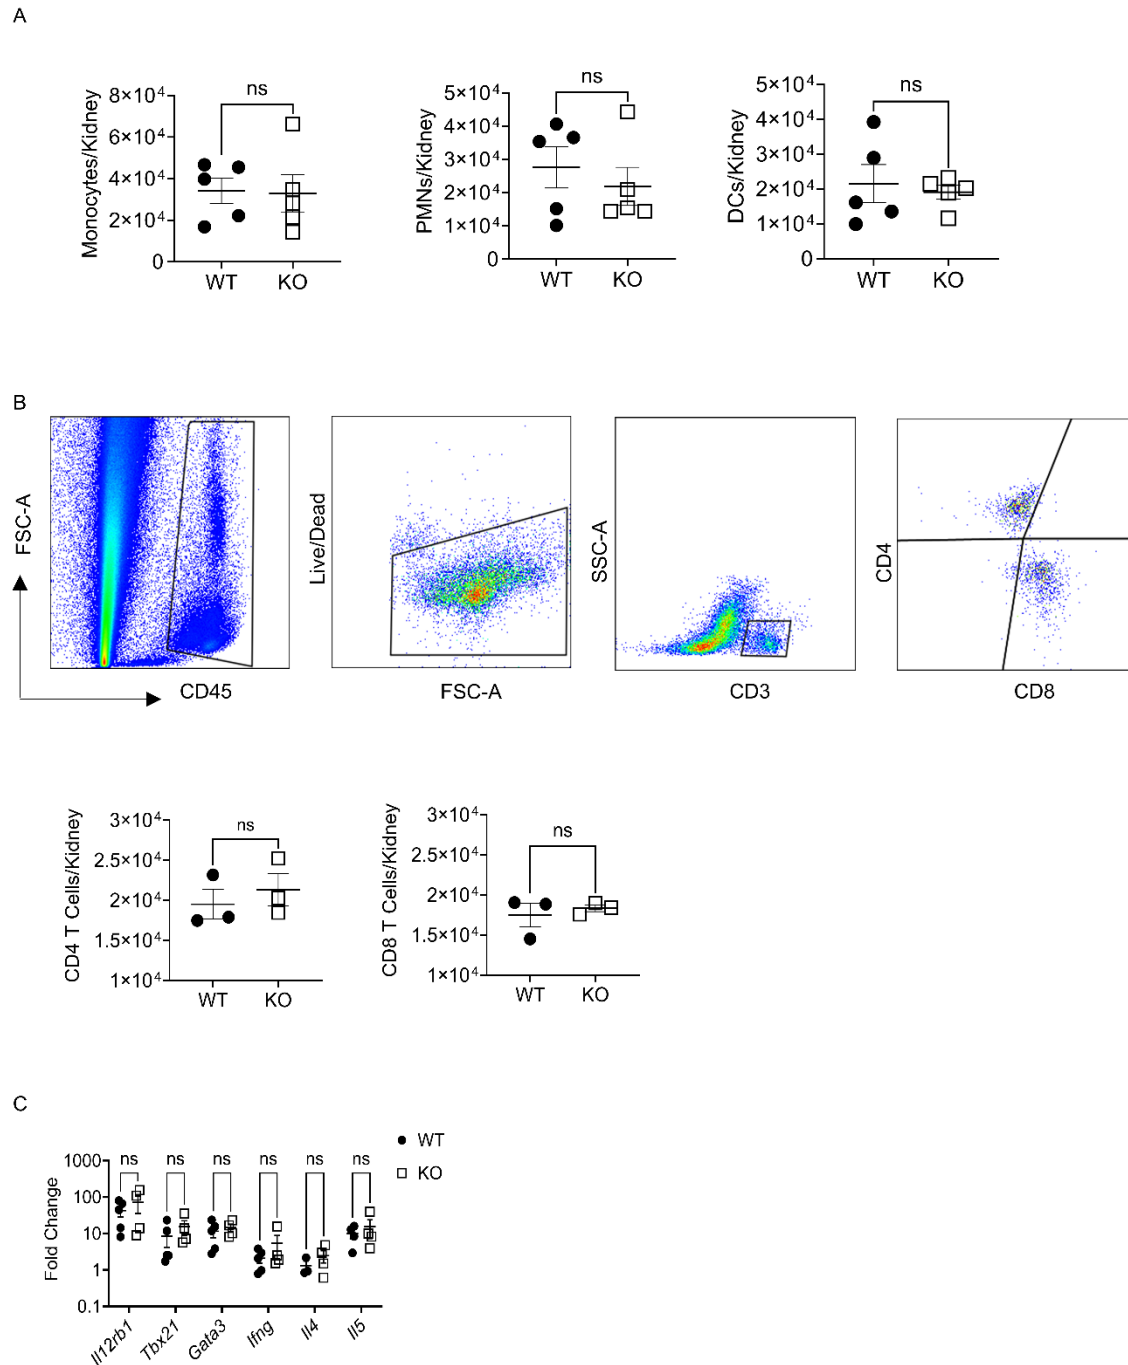 A
Monocytes/Kidney
8×10⁴
6×10⁴
4×10⁴
2×10⁴
0
ns
WT KO
PMNs/Kidney
5×10⁴
4×10⁴
3×10⁴
2×10⁴
1×10⁴
0
ns
WT KO
DCs/Kidney
5×10⁴
4×10⁴
3×10⁴
2×10⁴
1×10⁴
0
ns
WT KO
B
FSC-A
CD45
Live/Dead
FSC-A
SSC-A
CD3
CD4
CD8
CD4 T Cells/Kidney
3×10⁴
2.5×10⁴
2×10⁴
1.5×10⁴
1×10⁴
ns
WT KO
CD8 T Cells/Kidney
3×10⁴
2.5×10⁴
2×10⁴
1.5×10⁴
1×10⁴
ns
WT KO
C
WT
KO
Fold Change
1000
100
10
1
0.1
ns ns ns ns ns ns
Il12rb1 Tbx21 Gata3 Ifng Il4 Il5